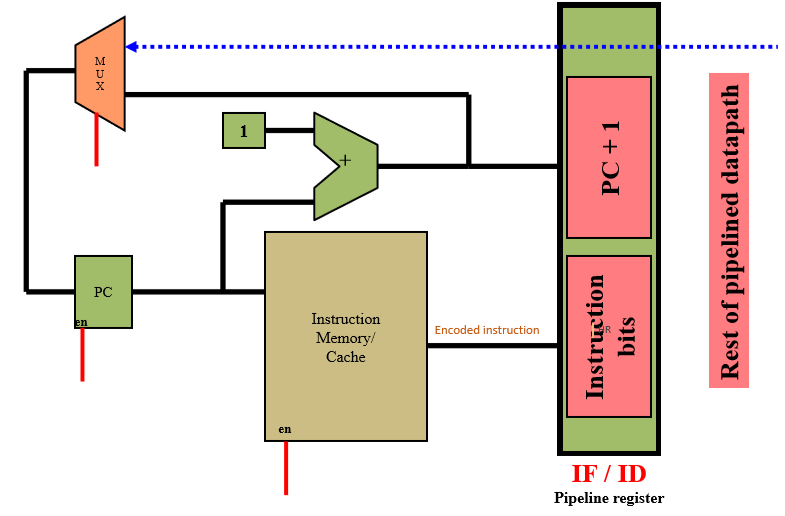 M
U
X
1
+
PC
en
Instruction
Memory/
Cache
en
Encoded instruction
PC + 1
Instruction
bits
IF / ID
Pipeline register
Rest of pipelined datapath